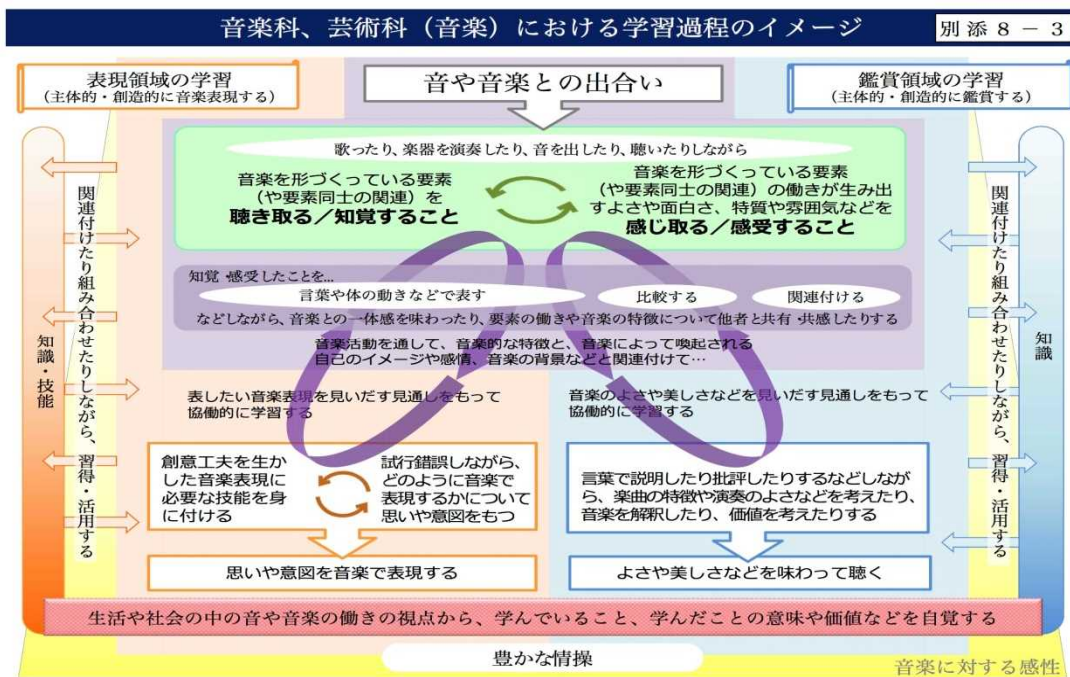 音楽科、芸術科（音楽）における学習過程のイメージ
別添８－３
表現領域の学習
（主体的・創造的に音楽表現する）
音や音楽との出合い
鑑賞領域の学習
（主体的・創造的に鑑賞する）
歌ったり、楽器を演奏したり、音を出したり、聴いたりしながら
音楽を形づくっている要素
（や要素同士の関連）を
聴き取る／知覚すること
音楽を形づくっている要素
（や要素同士の関連）の働きが生み出
すよさや面白さ、特質や雰囲気などを
感じ取る／感受すること
知覚・感受したことを…
言葉や体の動きなどで表す
比較する
関連付ける
などしながら、音楽との一体感を味わったり、要素の働きや音楽の特徴について他者と共有・共感したりする
音楽活動を通して、音楽的な特徴と、音楽によって喚起される
自己のイメージや感情、音楽の背景などと関連付けて…
表したい音楽表現を見いだす見通しをもって
協働的に学習する
音楽のよさや美しさなどを見いだす見通しをもって
協働的に学習する
創意工夫を生か
した音楽表現に
必要な技能を身
に付ける
試行錯誤しながら、
どのように音楽で
表現するかについて
思いや意図をもつ
言葉で説明したり批評したりするなどしなが
ら、楽曲の特徴や演奏のよさなどを考えたり、
音楽を解釈したり、価値を考えたりする
思いや意図を音楽で表現する
よさや美しさなどを味わって聴く
知識・技能
関連付けたり組み合わせたりしながら、習得・活用する
関連付けたり組み合わせたりしながら、習得・活用する
知識
生活や社会の中の音や音楽の働きの視点から、学んでいること、学んだことの意味や価値などを自覚する
豊かな情操
音楽に対する感性